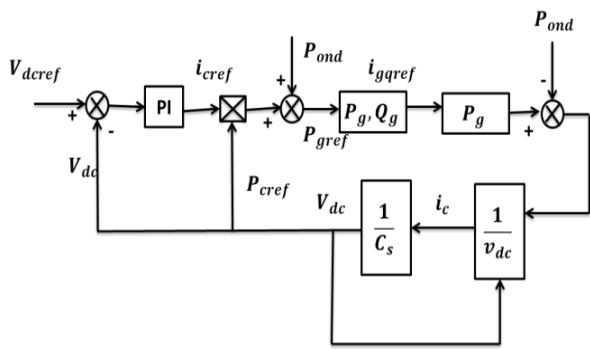 P_ond
P_ond
V_dcref
i_cref
i_gqref
+
-
+
-
PI
+
P_g, Q_g
P_g
+
P_gref
V_dc
P_cref
V_dc
1
C_s
i_c
1
v_dc